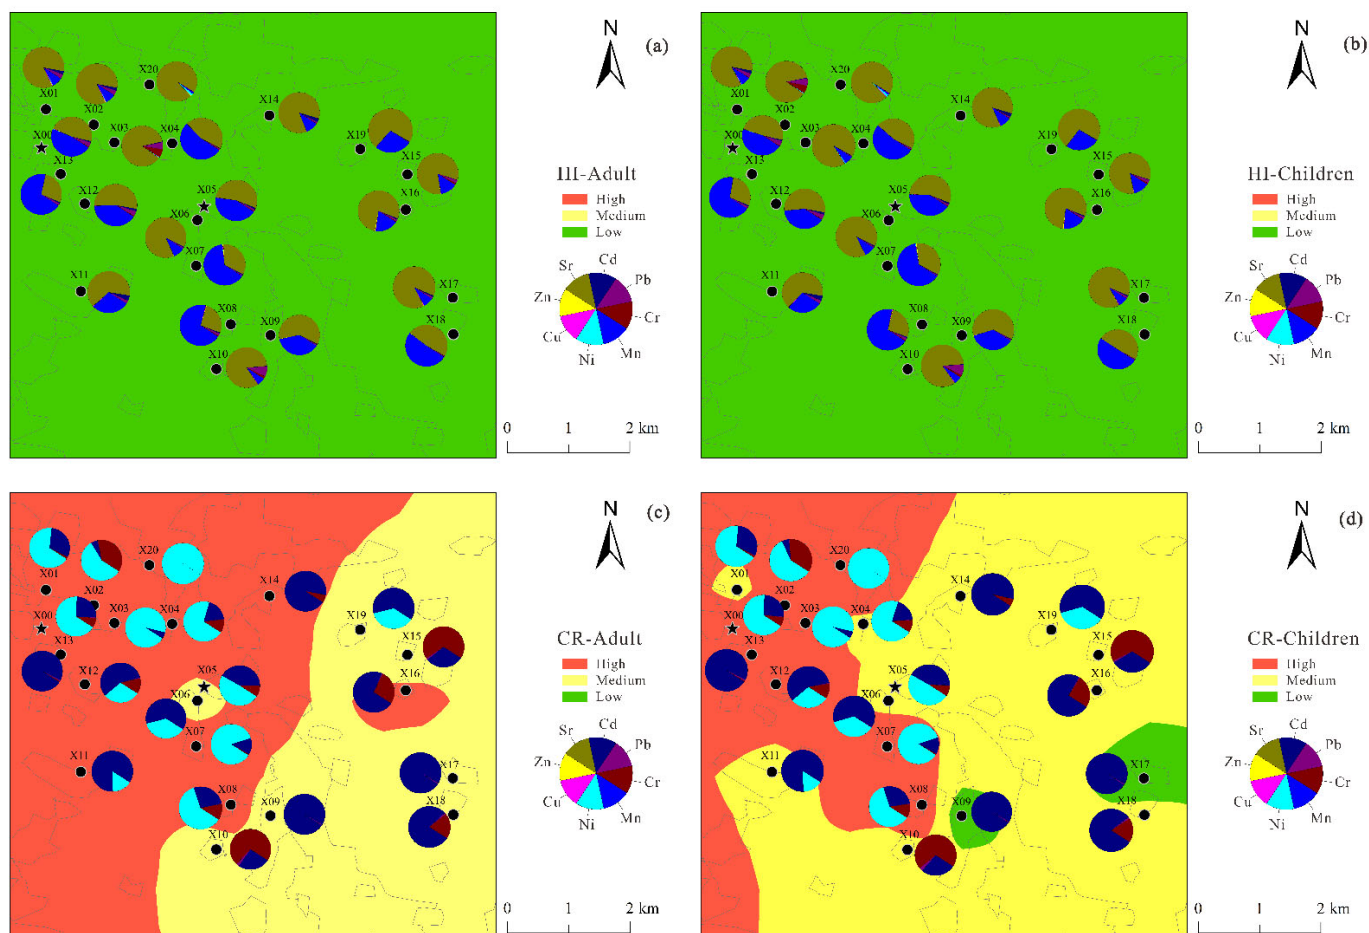 N
(a)
X20
X14
X01
X02
X00
X03
X04
X19
X13
X15
X12
X05
X16
X06
X07
X11
X17
X08
X09
X18
X10
HI-Adult
High
Medium
Low
Cd
Sr
Pb
Zn
Cr
Cu
Mn
Ni
0 1 2 km
N
(b)
X20
X14
X01
X02
X00
X03
X04
X19
X13
X15
X12
X05
X16
X06
X07
X11
X17
X08
X09
X18
X10
HI-Children
High
Medium
Low
Cd
Sr
Pb
Zn
Cr
Cu
Mn
Ni
0 1 2 km
N
(c)
X20
X14
X01
X02
X00
X03
X04
X19
X13
X15
X12
X05
X16
X06
X07
X11
X17
X08
X09
X18
X10
CR-Adult
High
Medium
Low
Cd
Sr
Pb
Zn
Cr
Cu
Mn
Ni
0 1 2 km
N
(d)
X20
X14
X01
X02
X00
X03
X04
X19
X13
X15
X12
X05
X16
X06
X07
X11
X17
X08
X09
X18
X10
CR-Children
High
Medium
Low
Cd
Sr
Pb
Zn
Cr
Cu
Mn
Ni
0 1 2 km